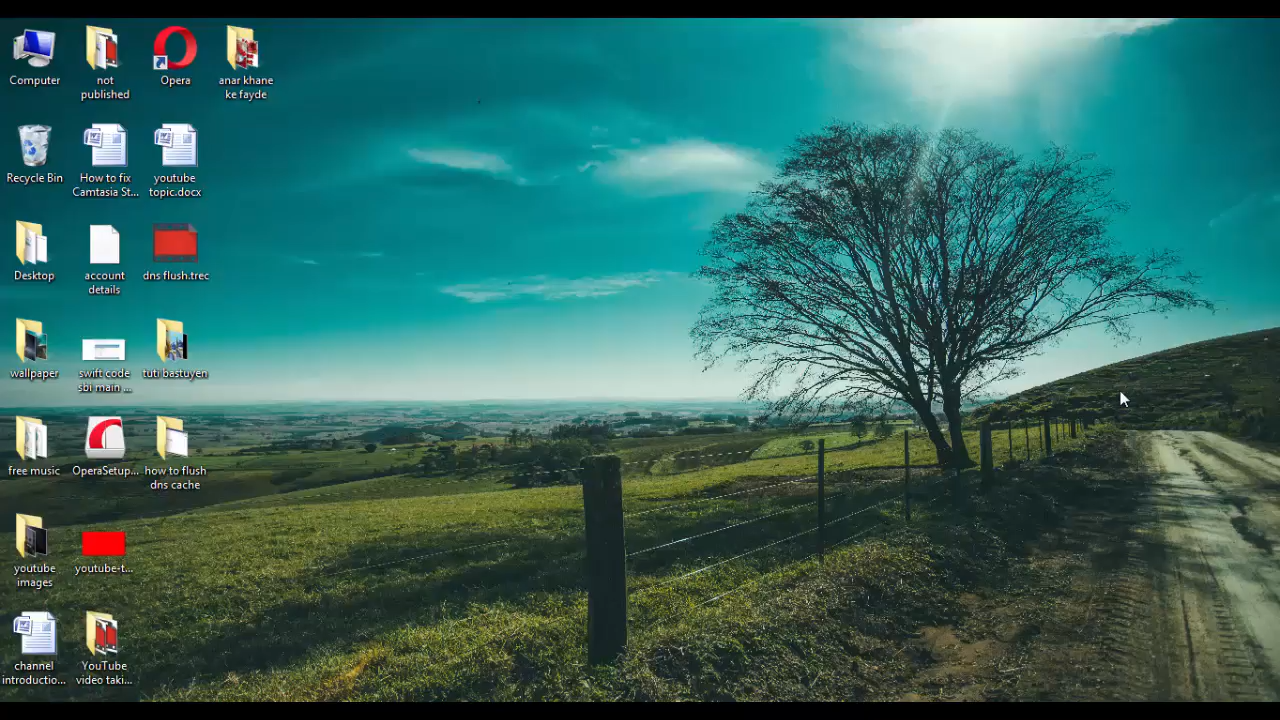 Computer
not
published
Opera
anar khane
ke fayde
Recycle Bin
How to fix
Camtasia St...
youtube
topic.docx
Desktop
account
details
dns flush.trec
wallpaper
swift code
sbi main ...
tuti bastuyen
free music
OperaSetup...
how to flush
dns cache
youtube
images
youtube-t...
channel
introductio...
YouTube
video taki...